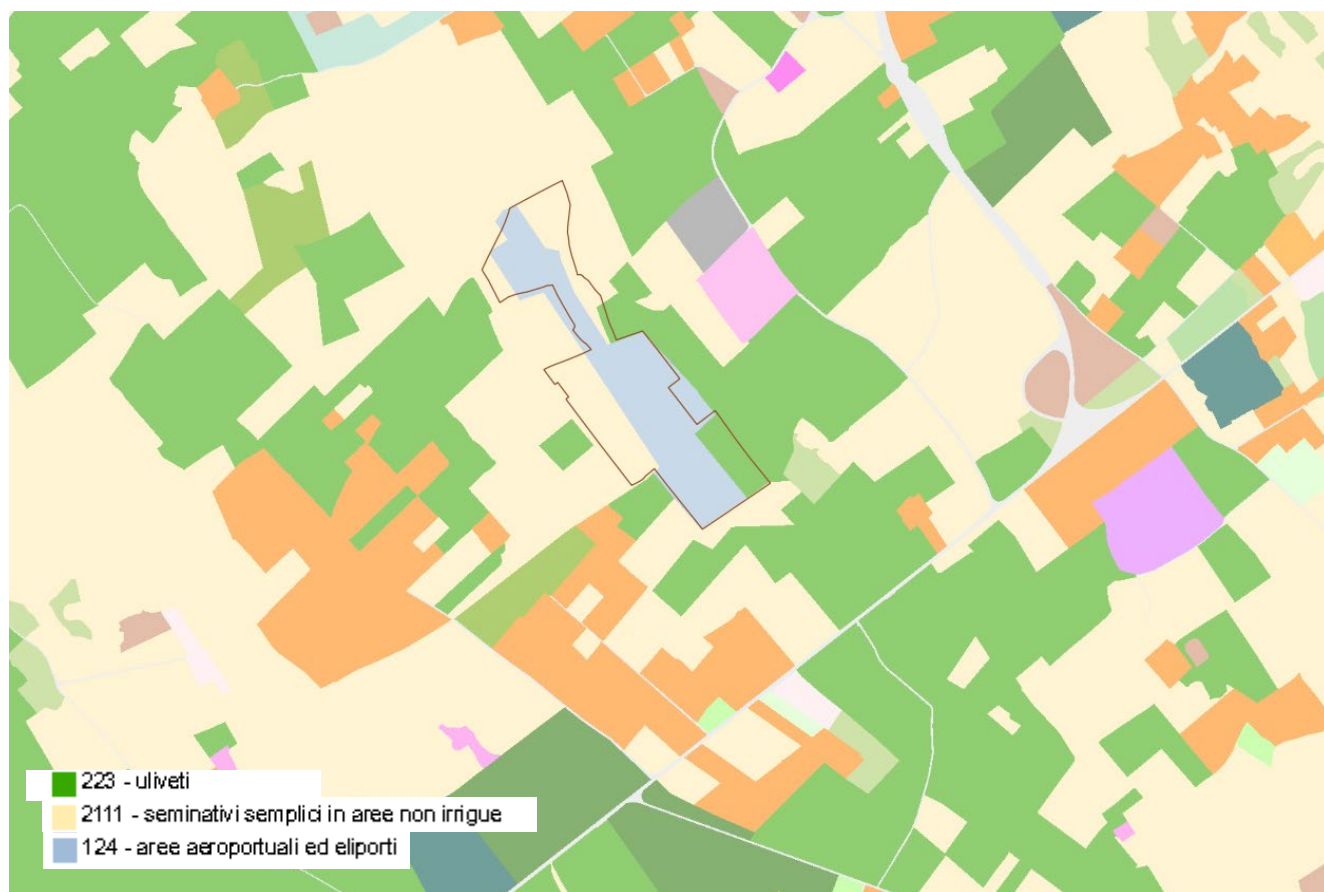 223 - uliveti
2111 - seminativi semplici in aree non irrigue
124 - aree aeroportuali ed eliporti